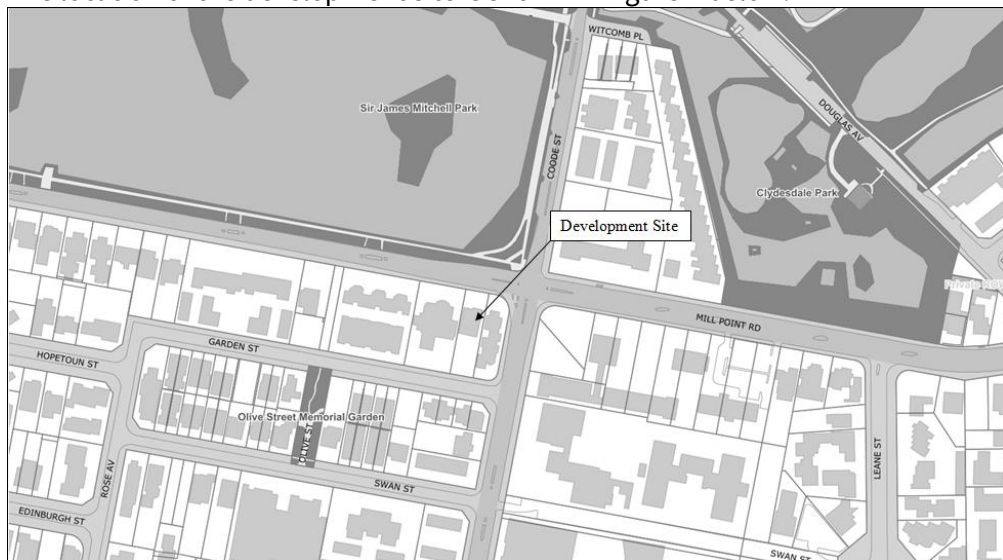 WITCOMB PL
Sir James Mitchell Park
DOUGLAS AV
COODE ST
Clydesdale Park
Development Site
MILL POINT RD
GARDEN ST
HOPETOUN ST
Olive Street Memorial Garden
OLIVE ST
LEANE ST
ROSE AV
SWAN ST
EDINBURGH ST
SWAN ST